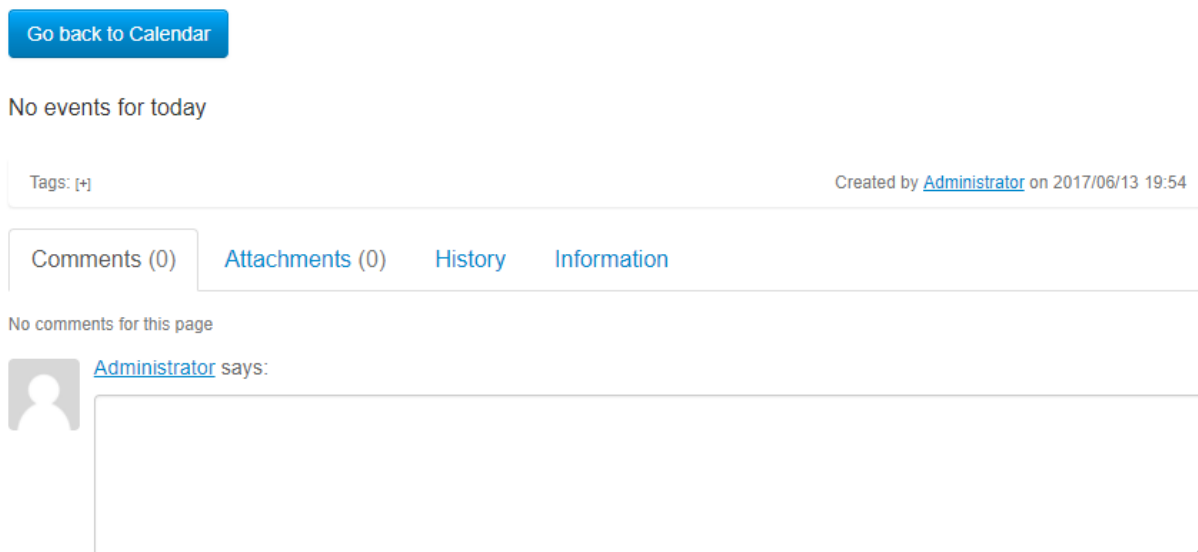 Go back to Calendar
No events for today
Tags: [+] Created by Administrator on 2017/06/13 19:54
Comments (0) Attachments (0) History Information
No comments for this page
Administrator says: